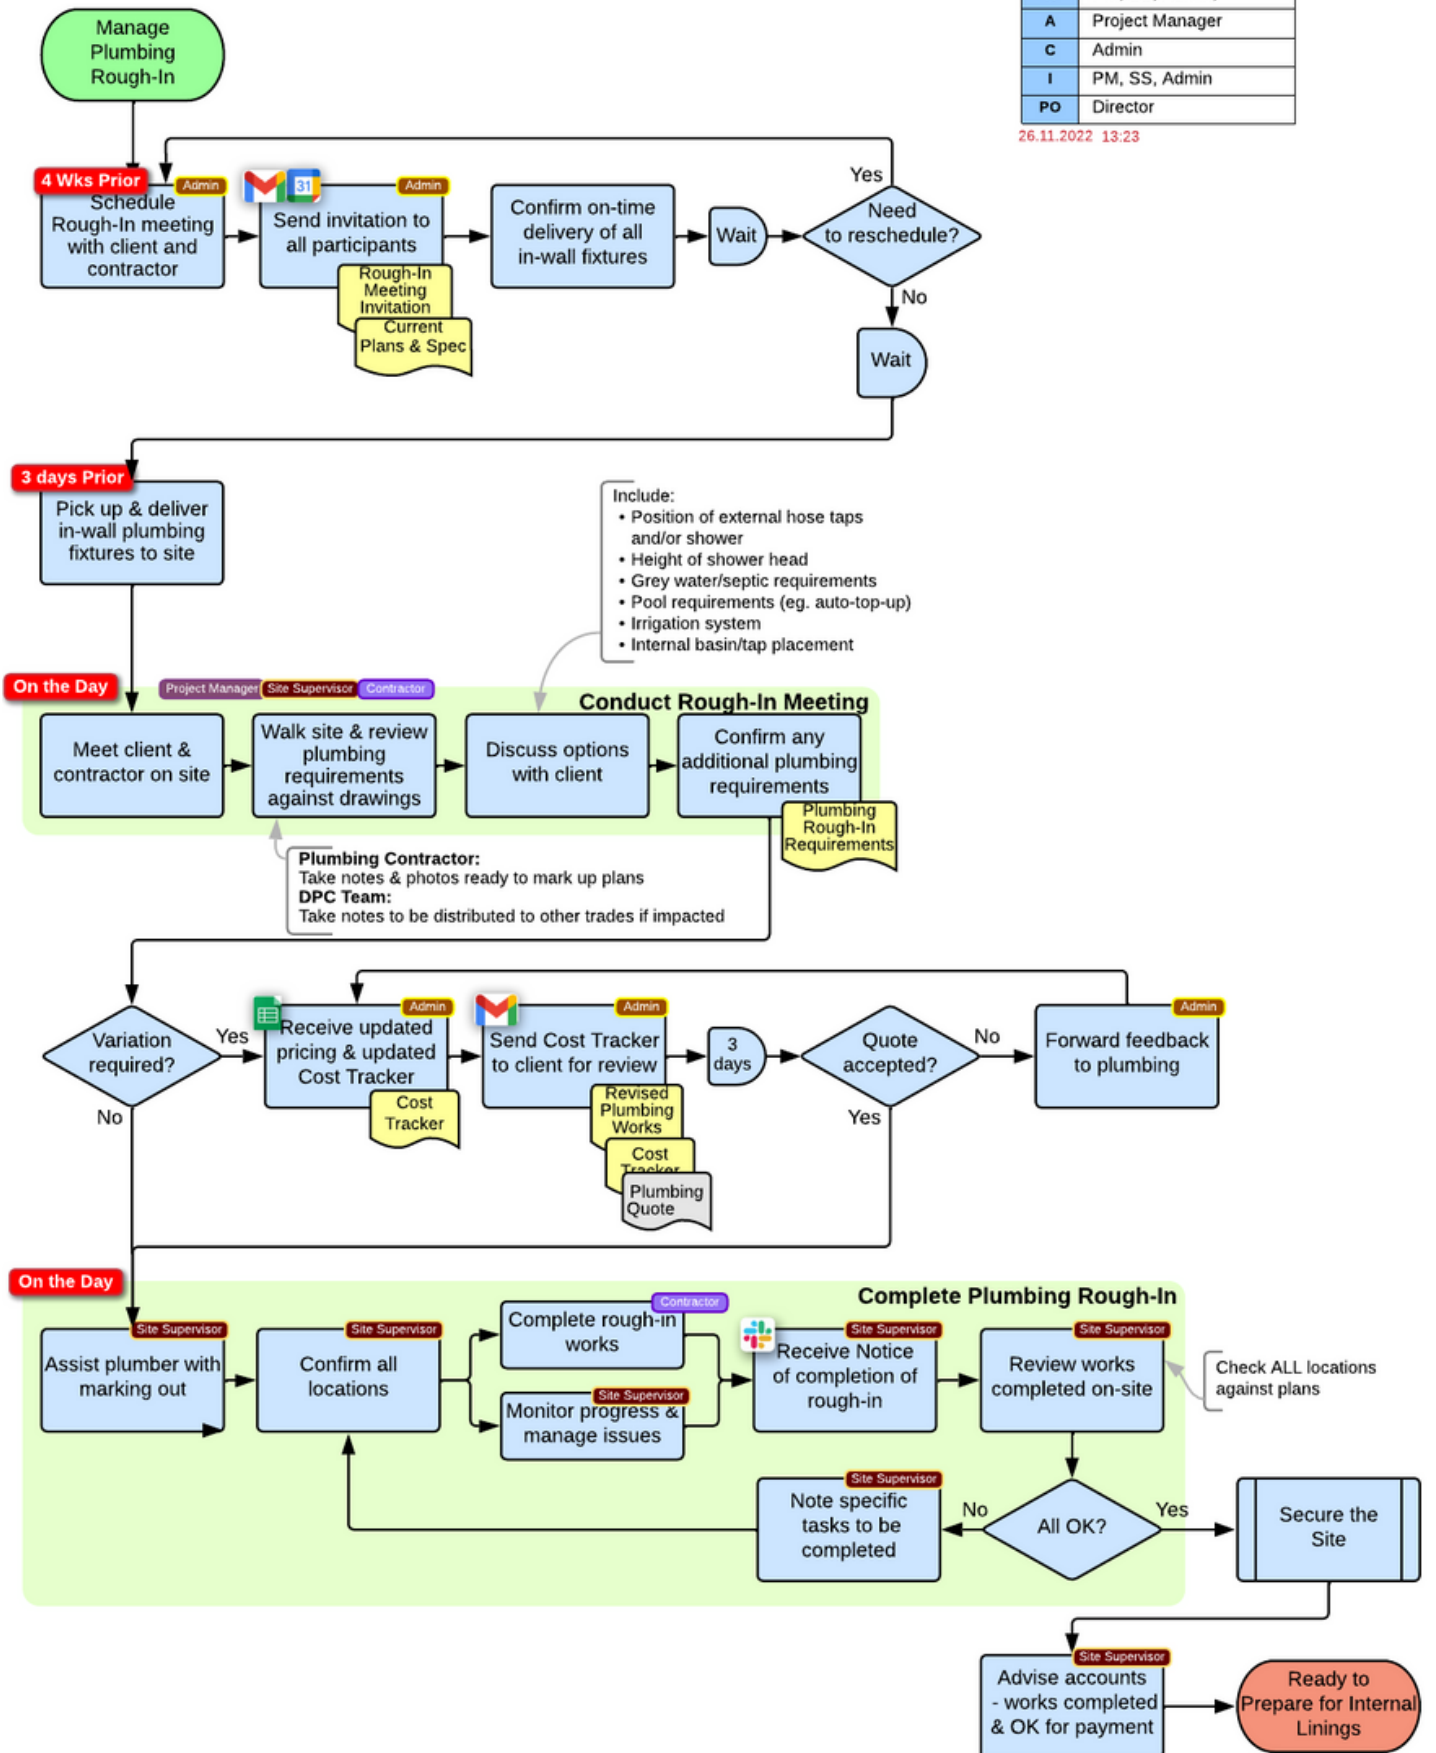 Manage
Plumbing
Rough-In
A Project Manager
C Admin
I PM, SS, Admin
PO Director
26.11.2022 13:23
4 Wks Prior
Admin
Schedule
Rough-In meeting
with client and
contractor
31
Admin
Send invitation to
all participants
Rough-In
Meeting
Invitation
Current
Plans & Spec
Confirm on-time
delivery of all
in-wall fixtures
Wait
Yes
Need
to reschedule?
No
Wait
3 days Prior
Pick up & deliver
in-wall plumbing
fixtures to site
Include:
• Position of external hose taps
and/or shower
• Height of shower head
• Grey water/septic requirements
• Pool requirements (eg. auto-top-up)
• Irrigation system
• Internal basin/tap placement
On the Day
Project Manager
Site Supervisor
Contractor
Conduct Rough-In Meeting
Meet client &
contractor on site
Walk site & review
plumbing
requirements
against drawings
Discuss options
with client
Confirm any
additional plumbing
requirements
Plumbing
Rough-In
Requirements
Plumbing Contractor:
Take notes & photos ready to mark up plans
DPC Team:
Take notes to be distributed to other trades if impacted
Variation
required?
Yes
No
Admin
Receive updated
pricing & updated
Cost Tracker
Cost
Tracker
Admin
Send Cost Tracker
to client for review
Revised
Plumbing
Works
Cost
Tracker
Plumbing
Quote
3
days
Quote
accepted?
No
Yes
Admin
Forward feedback
to plumbing
On the Day
Complete Plumbing Rough-In
Site Supervisor
Assist plumber with
marking out
Site Supervisor
Confirm all
locations
Contractor
Complete rough-in
works
Site Supervisor
Monitor progress &
manage issues
Site Supervisor
Receive Notice
of completion of
rough-in
Site Supervisor
Review works
completed on-site
Check ALL locations
against plans
Site Supervisor
Note specific
tasks to be
completed
No
All OK?
Yes
Secure the
Site
Site Supervisor
Advise accounts
- works completed
& OK for payment
Ready to
Prepare for Internal
Linings